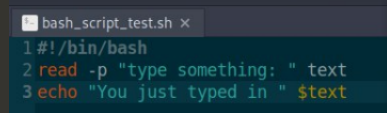 bash_script_test.sh ×
1 #!/bin/bash
2 read -p "type something: " text
3 echo "You just typed in " $text